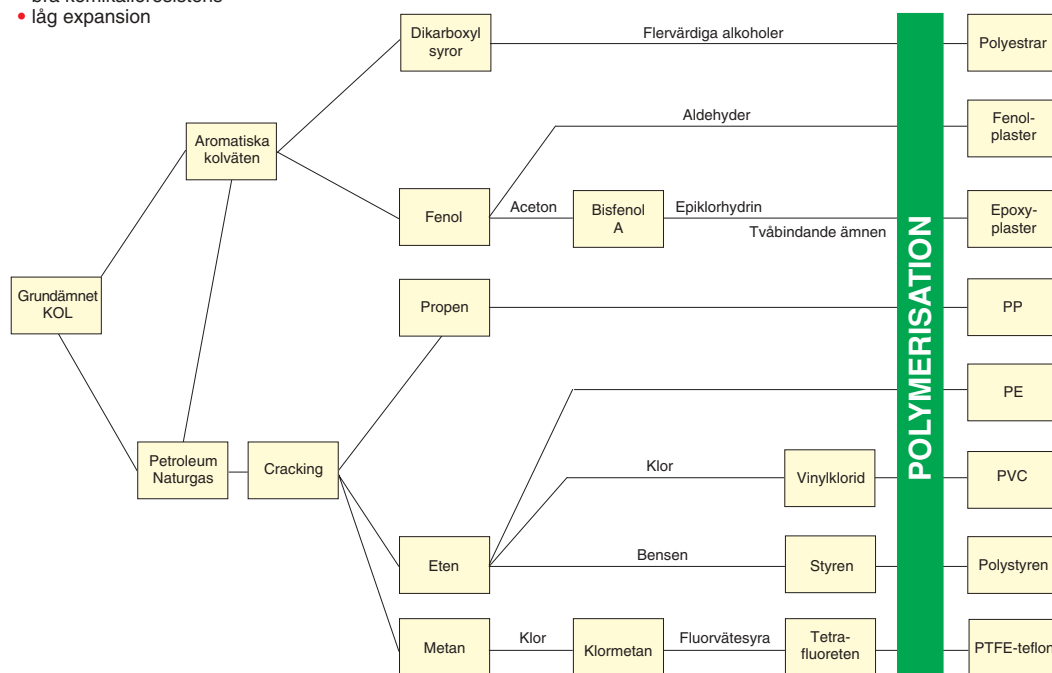 • låg expansion
Dikarboxyl
syror
Flervärdiga alkoholer
Polyestrar
Aromatiska
kolväten
Aldehyder
Fenol-
plaster
Fenol
Aceton
Bisfenol
A
Epiklorhydrin
Tvåbindande ämnen
Epoxy-
plaster
Grundämnet
KOL
Propen
PP
POLYMERISATION
PE
Petroleum
Naturgas
Cracking
Klor
Vinylklorid
PVC
Eten
Bensen
Styren
Polystyren
Metan
Klor
Klormetan
Fluorvätesyra
Tetra-
fluoreten
PTFE-teflon